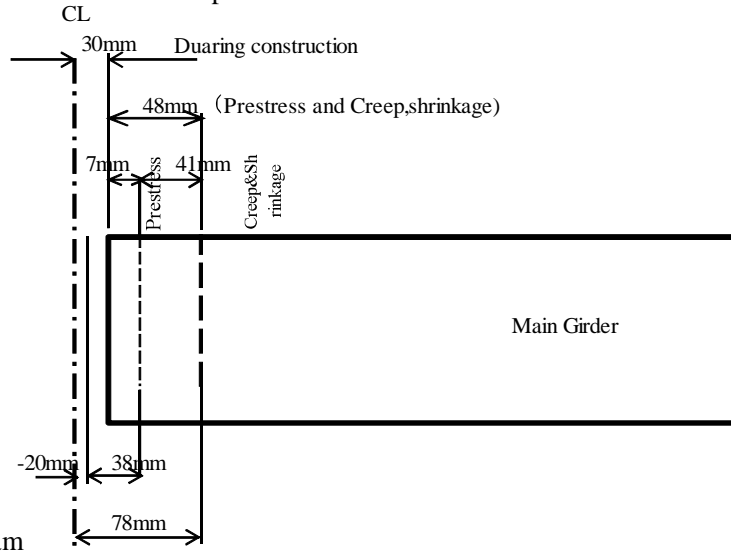 CL
30mm
Duaring construction
48mm（Prestress and Creep,shrinkage)
7mm
41mm
Prestress
Creep&Sh
rinkage
Main Girder
-20mm
38mm
78mm